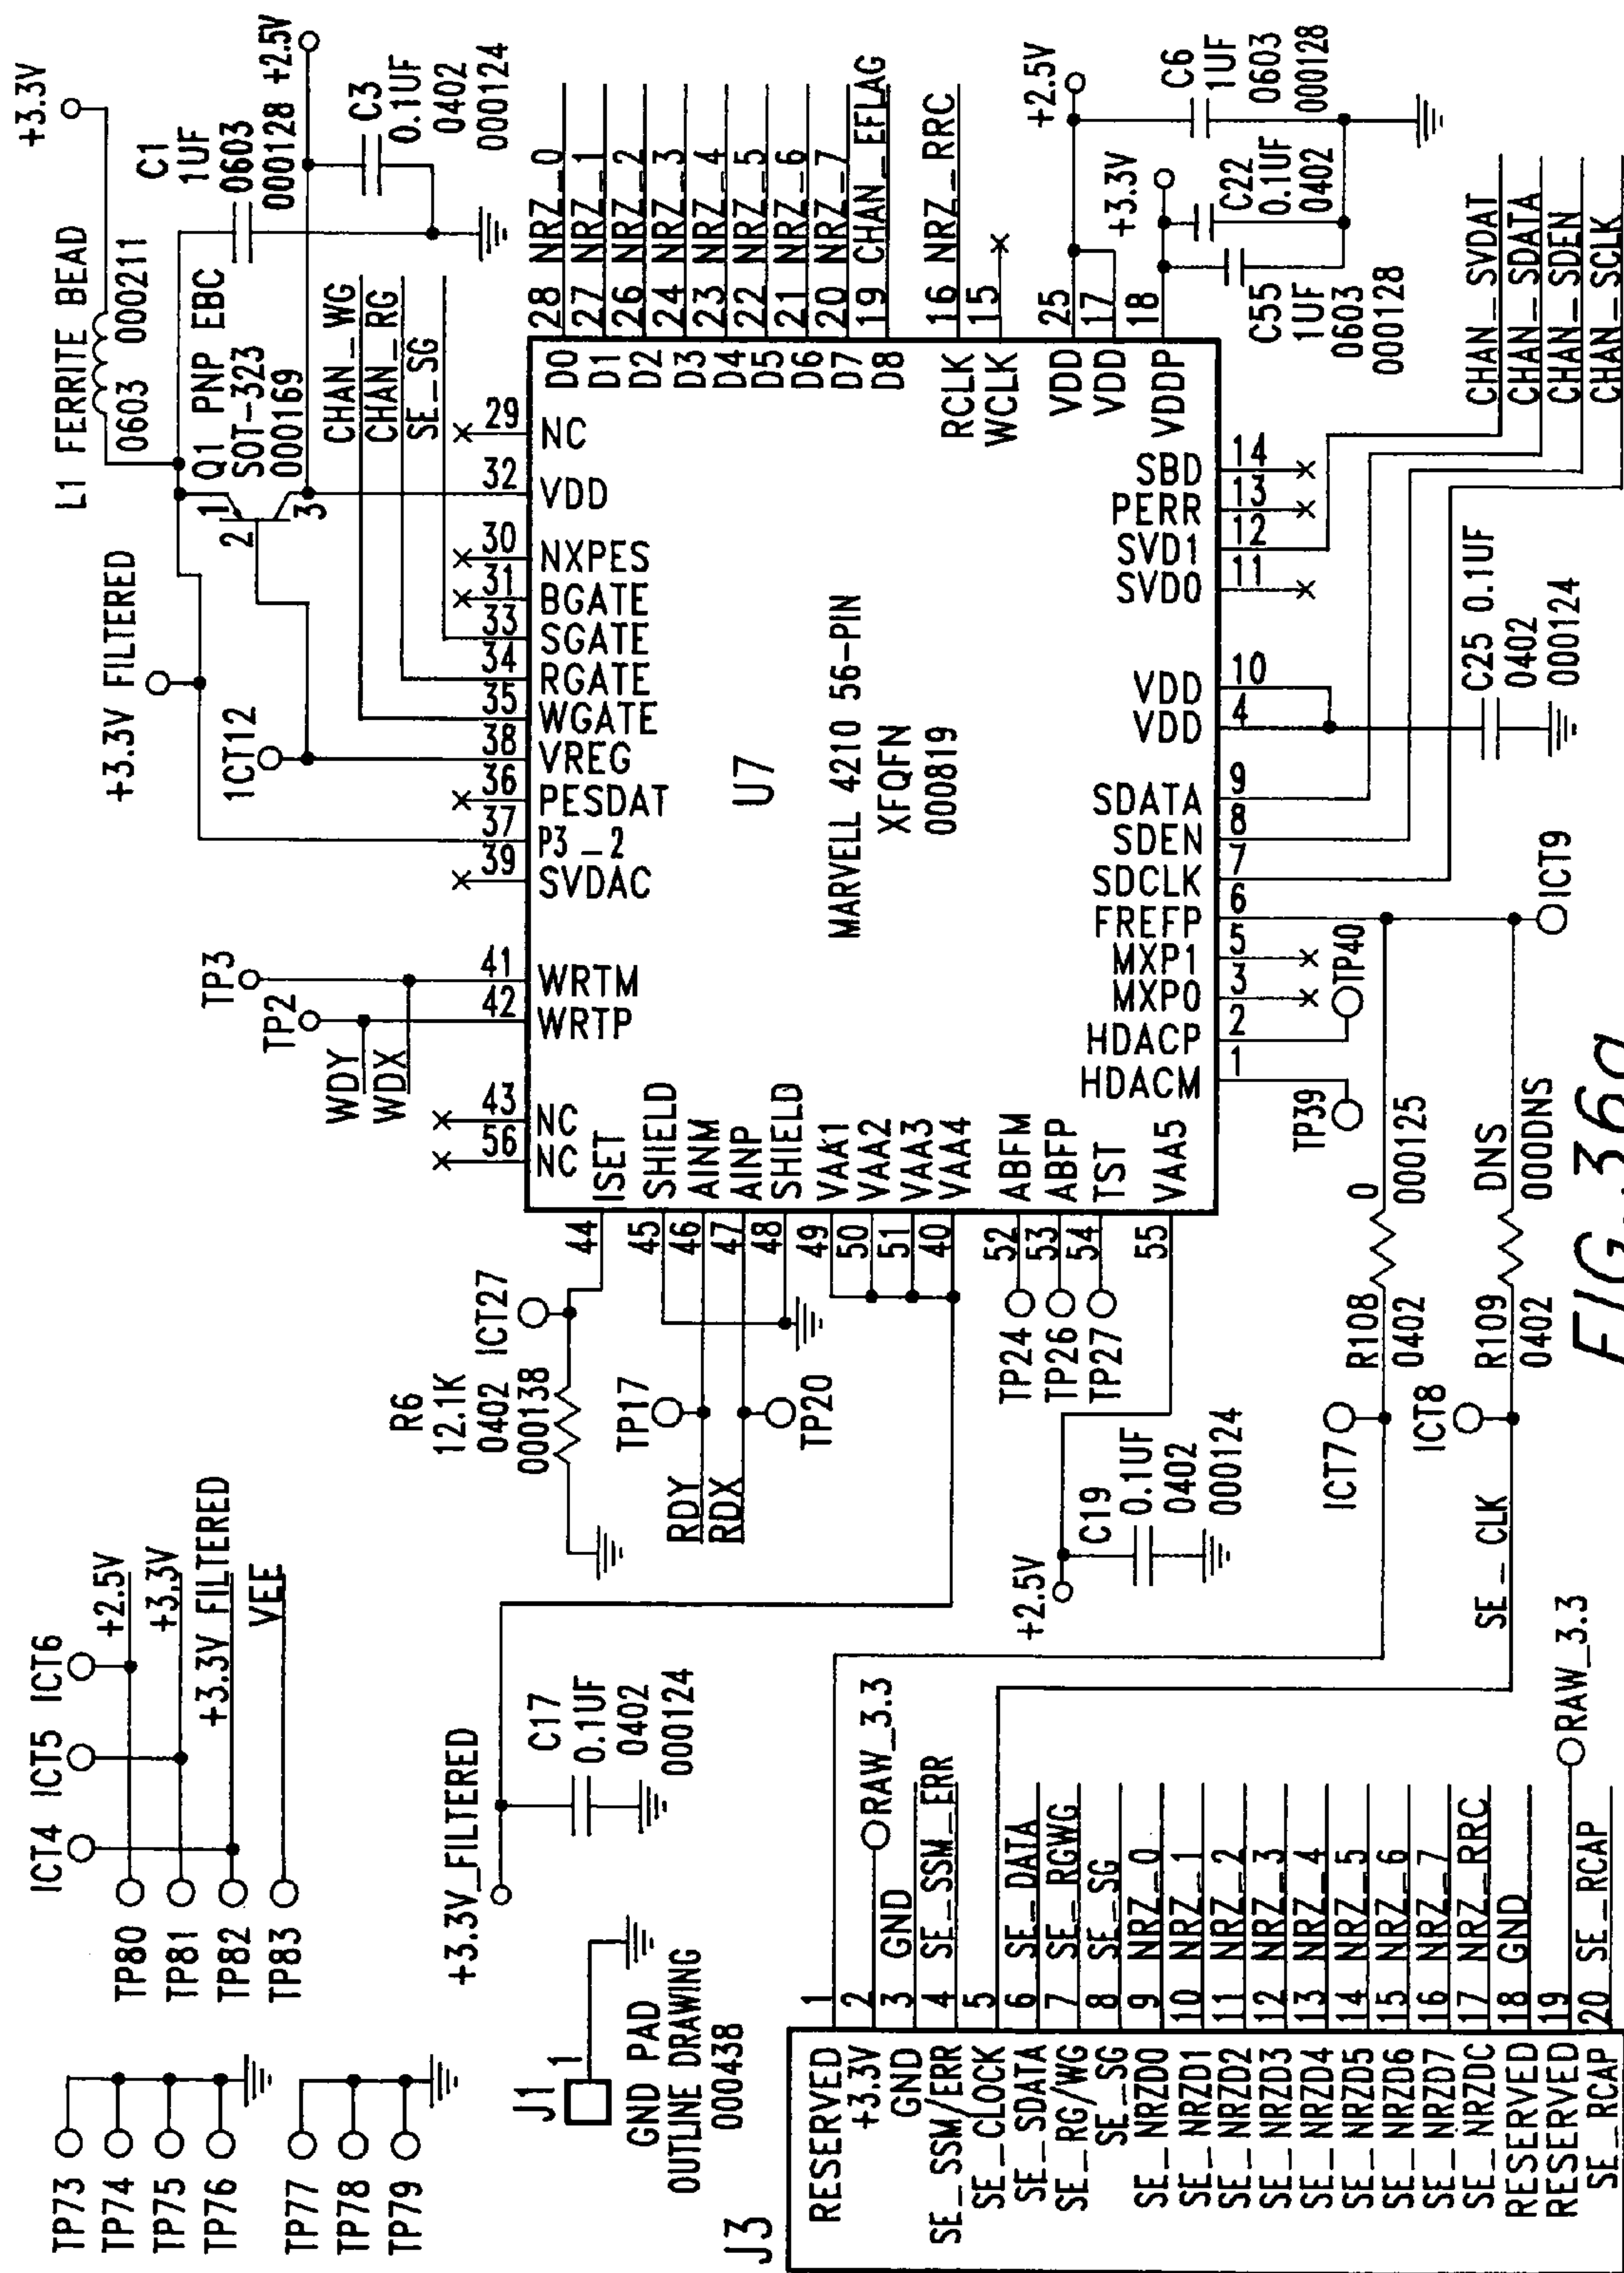 TP73
TP74
TP75
TP76
TP77
TP78
TP79
ICT4
ICT5
ICT6
TP80
+2.5V
TP81
+3.3V
TP82
+3.3V FILTERED
TP83
VEE
J1
1
GND PAD
OUTLINE DRAWING
000438
+3.3V_FILTERED
C17
0.1UF
0402
000124
J3
RESERVED 1
+3.3V 2 RAW_3.3
GND 3 GND
SE_SSM/ERR 4 SE_SSM_ERR
SE_CLOCK 5
SE_SDATA 6 SE_DATA
SE_RG/WG 7 SE_RGWG
SE_SG 8 SE_SG
SE_NRZD0 9 NRZ_0
SE_NRZD1 10 NRZ_1
SE_NRZD2 11 NRZ_2
SE_NRZD3 12 NRZ_3
SE_NRZD4 13 NRZ_4
SE_NRZD5 14 NRZ_5
SE_NRZD6 15 NRZ_6
SE_NRZD7 16 NRZ_7
SE_NRZDC 17 NRZ_RRC
RESERVED 18 GND
RESERVED 19 RAW_3.3
SE_RCAP 20 SE_RCAP
R6
12.1K
0402
000138
ICT27
TP17
RDY
RDX
TP20
TP24
TP26
TP27
+2.5V
C19
0.1UF
0402
000124
ICT7
R108 0
0402 000125
ICT8
SE_CLK
R109 DNS
0402 000DNS
ICT9
TP3
TP2
WDY
WDX
+3.3V FILTERED
1CT12
L1 FERRITE BEAD
0603 000211
+3.3V
Q1 PNP EBC
SOT-323
000169
1
2
3
C1
1UF
0603
000128
+2.5V
C3
0.1UF
0402
000124
CHAN_WG
CHAN_RG
SE_SG
U7
MARVELL 4210 56-PIN
XFQFN
000819
56 NC
43 NC
42 WRTP
41 WRTM
39 SVDAC
37 P3_2
36 PESDAT
38 VREG
35 WGATE
34 RGATE
33 SGATE
31 BGATE
30 NXPES
32 VDD
29 NC
44 ISET
45 SHIELD
46 AINM
47 AINP
48 SHIELD
49 VAA1
50 VAA2
51 VAA3
40 VAA4
52 ABFM
53 ABFP
54 TST
55 VAA5
D0 28 NRZ_0
D1 27 NRZ_1
D2 26 NRZ_2
D3 24 NRZ_3
D4 23 NRZ_4
D5 22 NRZ_5
D6 21 NRZ_6
D7 20 NRZ_7
D8 19 CHAN_EFLAG
RCLK 16 NRZ_RRC
WCLK 15
VDD 25
VDD 17
VDDP 18
HDACM 1
HDACP 2
MXP0 3
MXP1 5
FREFP 6
SDCLK 7
SDEN 8
SDATA 9
VDD 4
VDD 10
SVD0 11
SVD1 12
PERR 13
SBD 14
TP39
TP40
C25 0.1UF
0402
000124
+2.5V
C6
1UF
0603
000128
+3.3V
C22
0.1UF
0402
C55
1UF
0603
000128
CHAN_SVDAT
CHAN_SDATA
CHAN_SDEN
CHAN_SCLK
FIG.36a